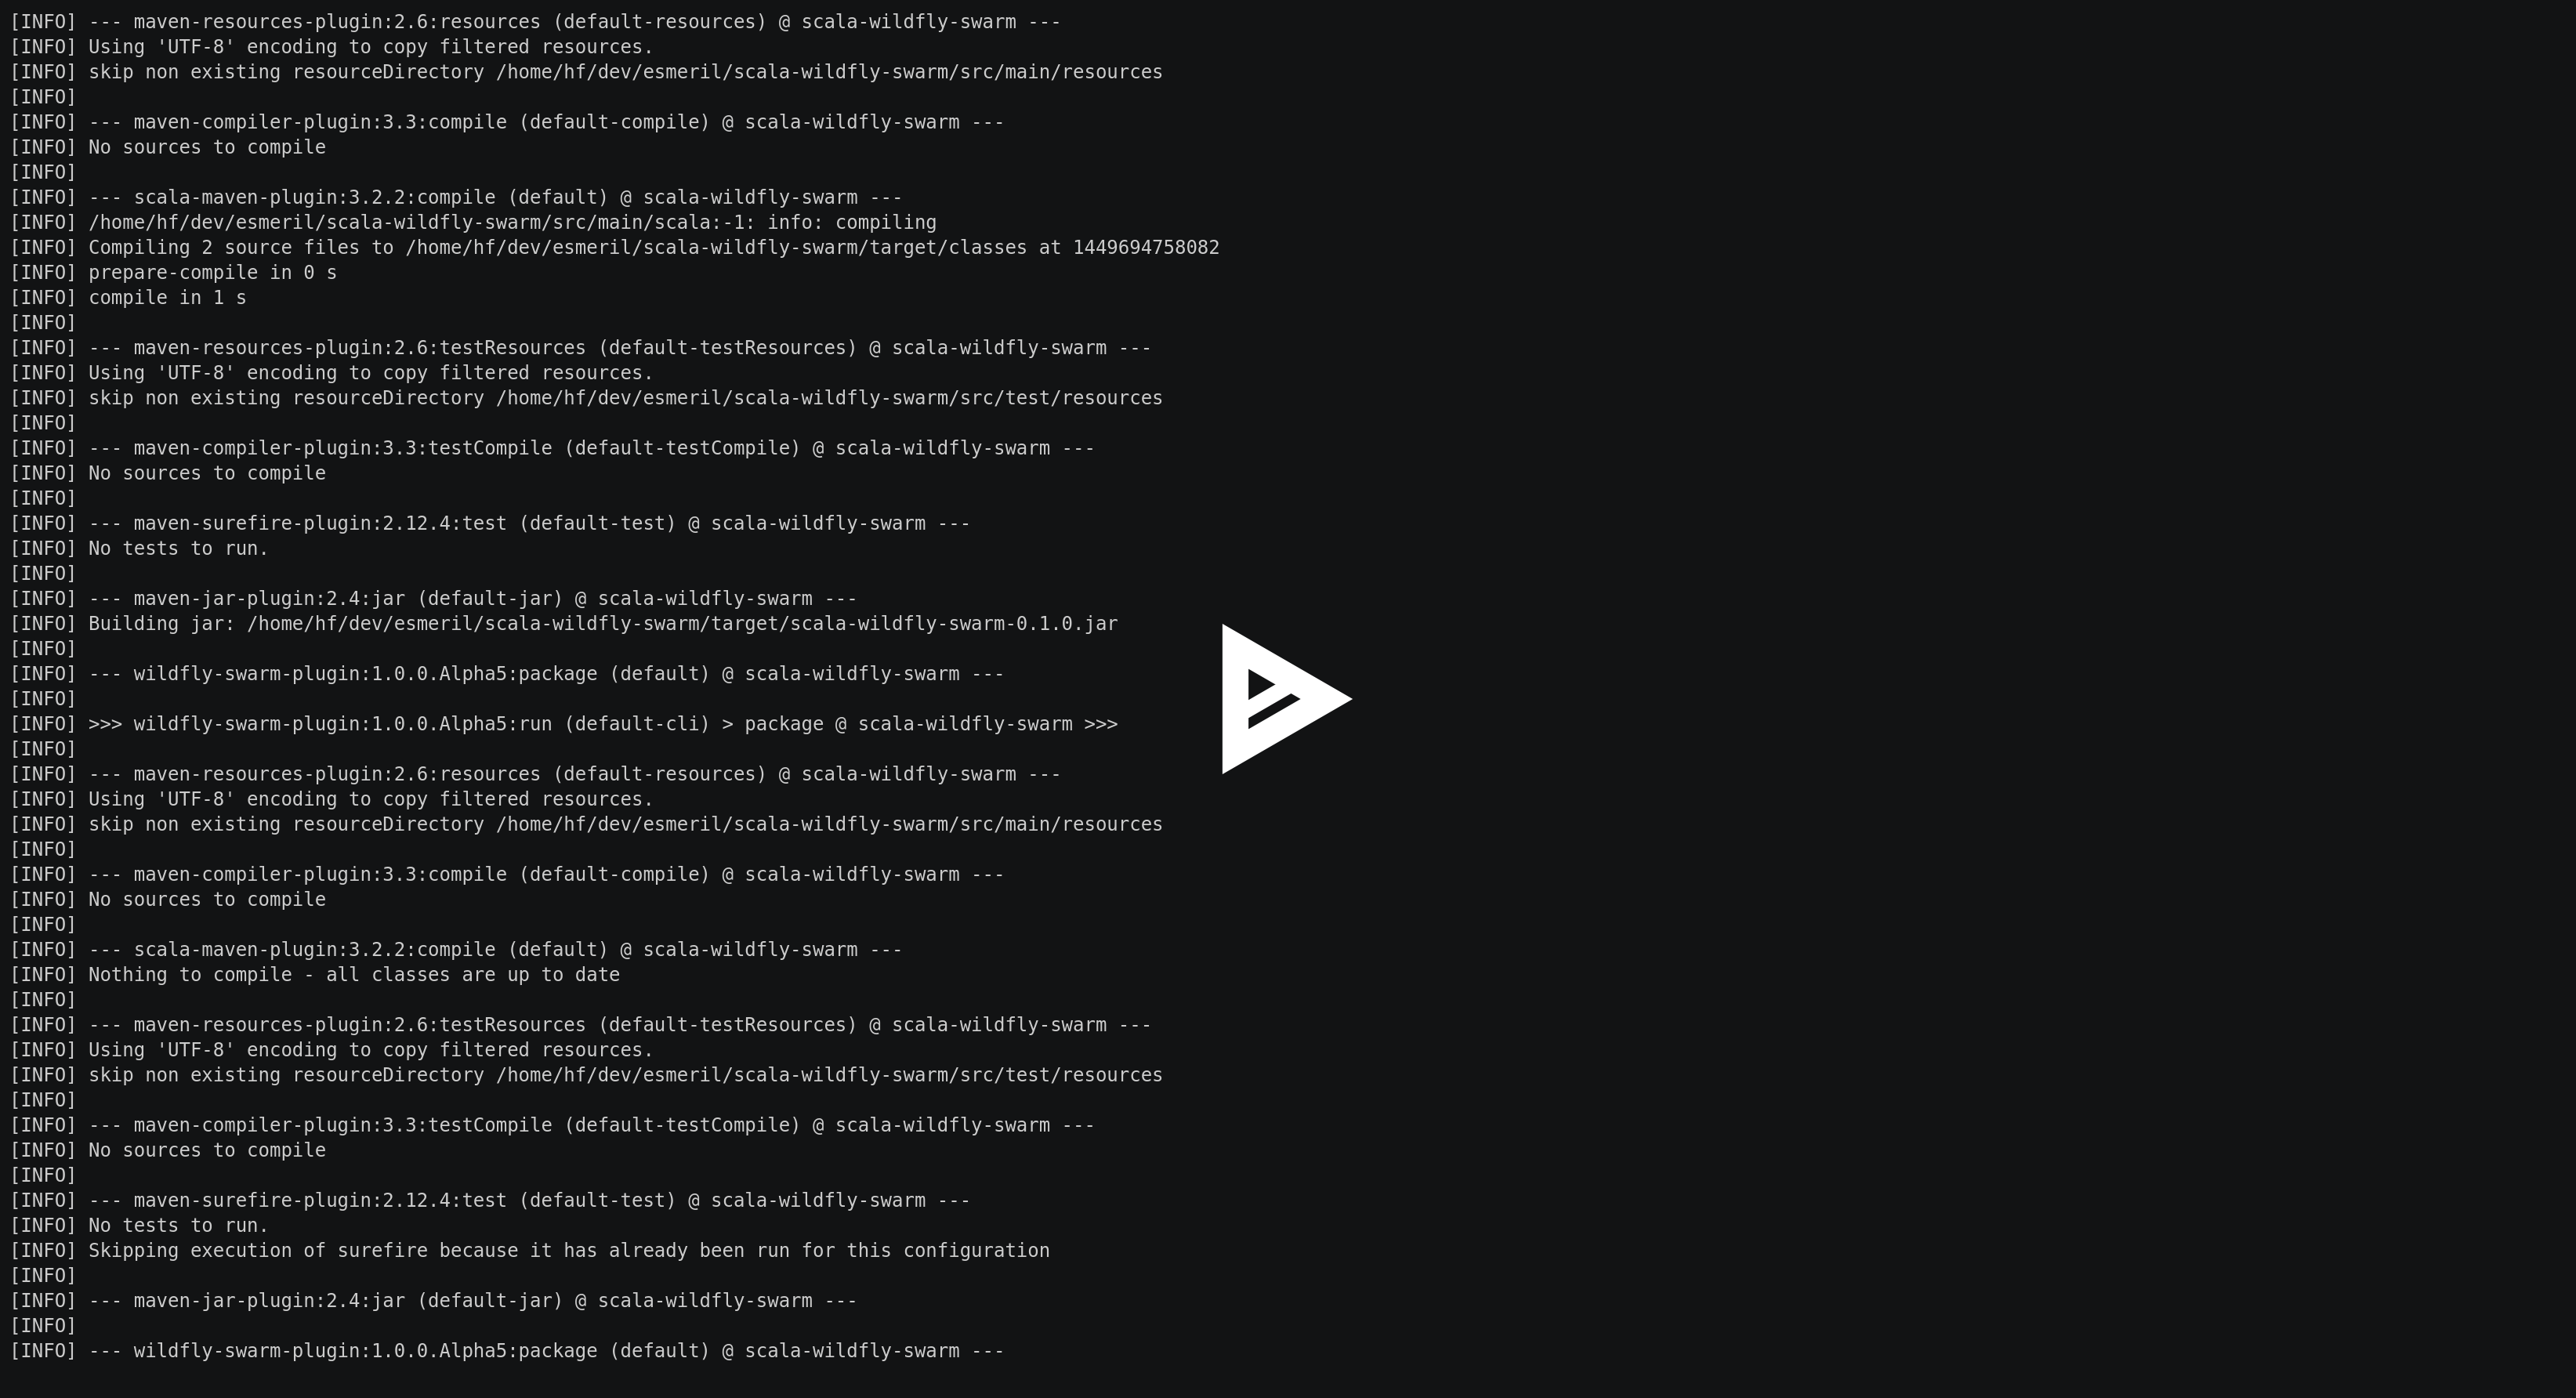 [INFO] --- maven-resources-plugin:2.6:resources (default-resources) @ scala-wildfly-swarm ---
[INFO] Using 'UTF-8' encoding to copy filtered resources.
[INFO] skip non existing resourceDirectory /home/hf/dev/esmeril/scala-wildfly-swarm/src/main/resources
[INFO]
[INFO] --- maven-compiler-plugin:3.3:compile (default-compile) @ scala-wildfly-swarm ---
[INFO] No sources to compile
[INFO]
[INFO] --- scala-maven-plugin:3.2.2:compile (default) @ scala-wildfly-swarm ---
[INFO] /home/hf/dev/esmeril/scala-wildfly-swarm/src/main/scala:-1: info: compiling
[INFO] Compiling 2 source files to /home/hf/dev/esmeril/scala-wildfly-swarm/target/classes at 1449694758082
[INFO] prepare-compile in 0 s
[INFO] compile in 1 s
[INFO]
[INFO] --- maven-resources-plugin:2.6:testResources (default-testResources) @ scala-wildfly-swarm ---
[INFO] Using 'UTF-8' encoding to copy filtered resources.
[INFO] skip non existing resourceDirectory /home/hf/dev/esmeril/scala-wildfly-swarm/src/test/resources
[INFO]
[INFO] --- maven-compiler-plugin:3.3:testCompile (default-testCompile) @ scala-wildfly-swarm ---
[INFO] No sources to compile
[INFO]
[INFO] --- maven-surefire-plugin:2.12.4:test (default-test) @ scala-wildfly-swarm ---
[INFO] No tests to run.
[INFO]
[INFO] --- maven-jar-plugin:2.4:jar (default-jar) @ scala-wildfly-swarm ---
[INFO] Building jar: /home/hf/dev/esmeril/scala-wildfly-swarm/target/scala-wildfly-swarm-0.1.0.jar
[INFO]
[INFO] --- wildfly-swarm-plugin:1.0.0.Alpha5:package (default) @ scala-wildfly-swarm ---
[INFO]
[INFO] >>> wildfly-swarm-plugin:1.0.0.Alpha5:run (default-cli) > package @ scala-wildfly-swarm >>>
[INFO]
[INFO] --- maven-resources-plugin:2.6:resources (default-resources) @ scala-wildfly-swarm ---
[INFO] Using 'UTF-8' encoding to copy filtered resources.
[INFO] skip non existing resourceDirectory /home/hf/dev/esmeril/scala-wildfly-swarm/src/main/resources
[INFO]
[INFO] --- maven-compiler-plugin:3.3:compile (default-compile) @ scala-wildfly-swarm ---
[INFO] No sources to compile
[INFO]
[INFO] --- scala-maven-plugin:3.2.2:compile (default) @ scala-wildfly-swarm ---
[INFO] Nothing to compile - all classes are up to date
[INFO]
[INFO] --- maven-resources-plugin:2.6:testResources (default-testResources) @ scala-wildfly-swarm ---
[INFO] Using 'UTF-8' encoding to copy filtered resources.
[INFO] skip non existing resourceDirectory /home/hf/dev/esmeril/scala-wildfly-swarm/src/test/resources
[INFO]
[INFO] --- maven-compiler-plugin:3.3:testCompile (default-testCompile) @ scala-wildfly-swarm ---
[INFO] No sources to compile
[INFO]
[INFO] --- maven-surefire-plugin:2.12.4:test (default-test) @ scala-wildfly-swarm ---
[INFO] No tests to run.
[INFO] Skipping execution of surefire because it has already been run for this configuration
[INFO]
[INFO] --- maven-jar-plugin:2.4:jar (default-jar) @ scala-wildfly-swarm ---
[INFO]
[INFO] --- wildfly-swarm-plugin:1.0.0.Alpha5:package (default) @ scala-wildfly-swarm ---